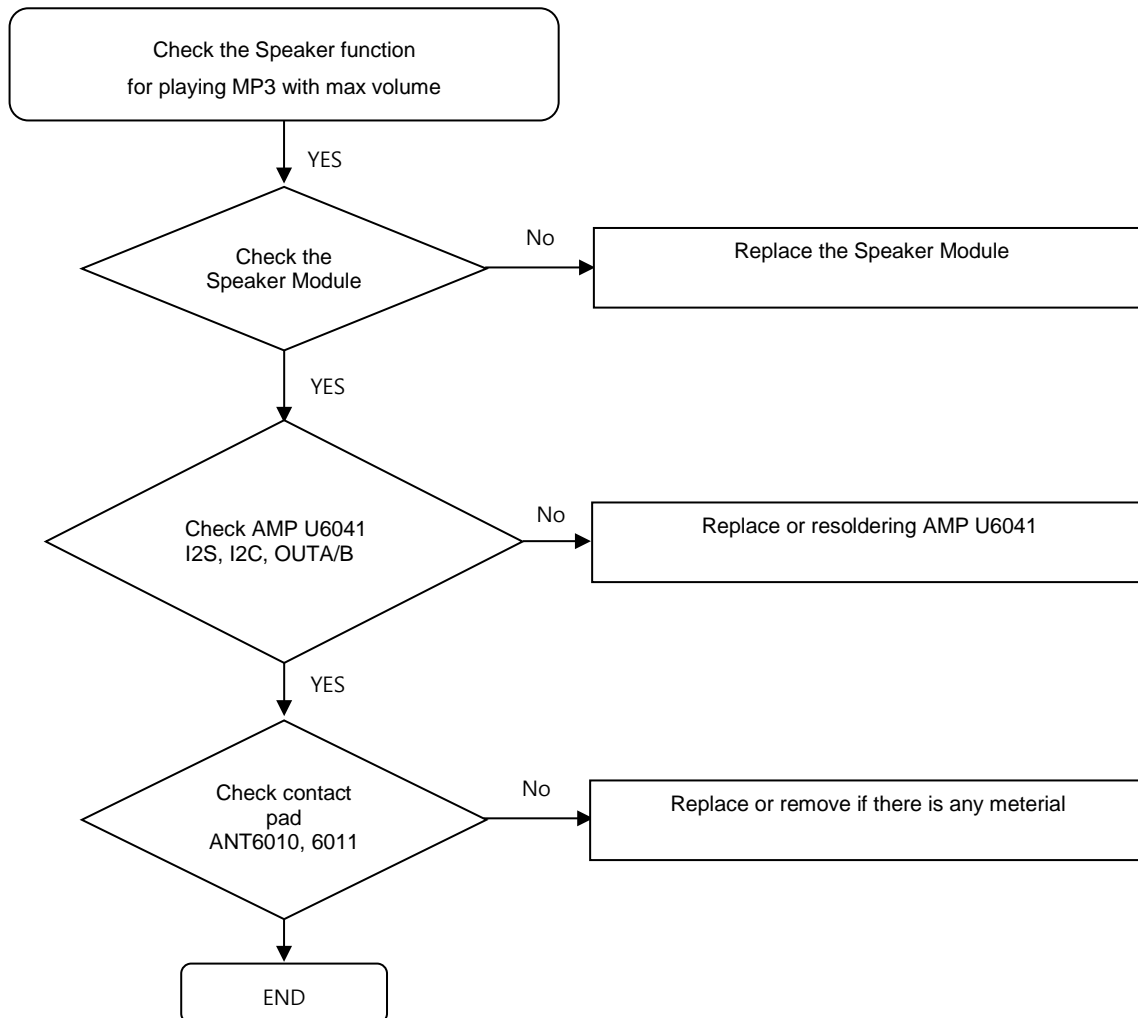 Check the Speaker function
for playing MP3 with max volume
YES
Check the
Speaker Module
No
Replace the Speaker Module
YES
Check AMP U6041
I2S, I2C, OUTA/B
No
Replace or resoldering AMP U6041
YES
Check contact
pad
ANT6010, 6011
No
Replace or remove if there is any meterial
END